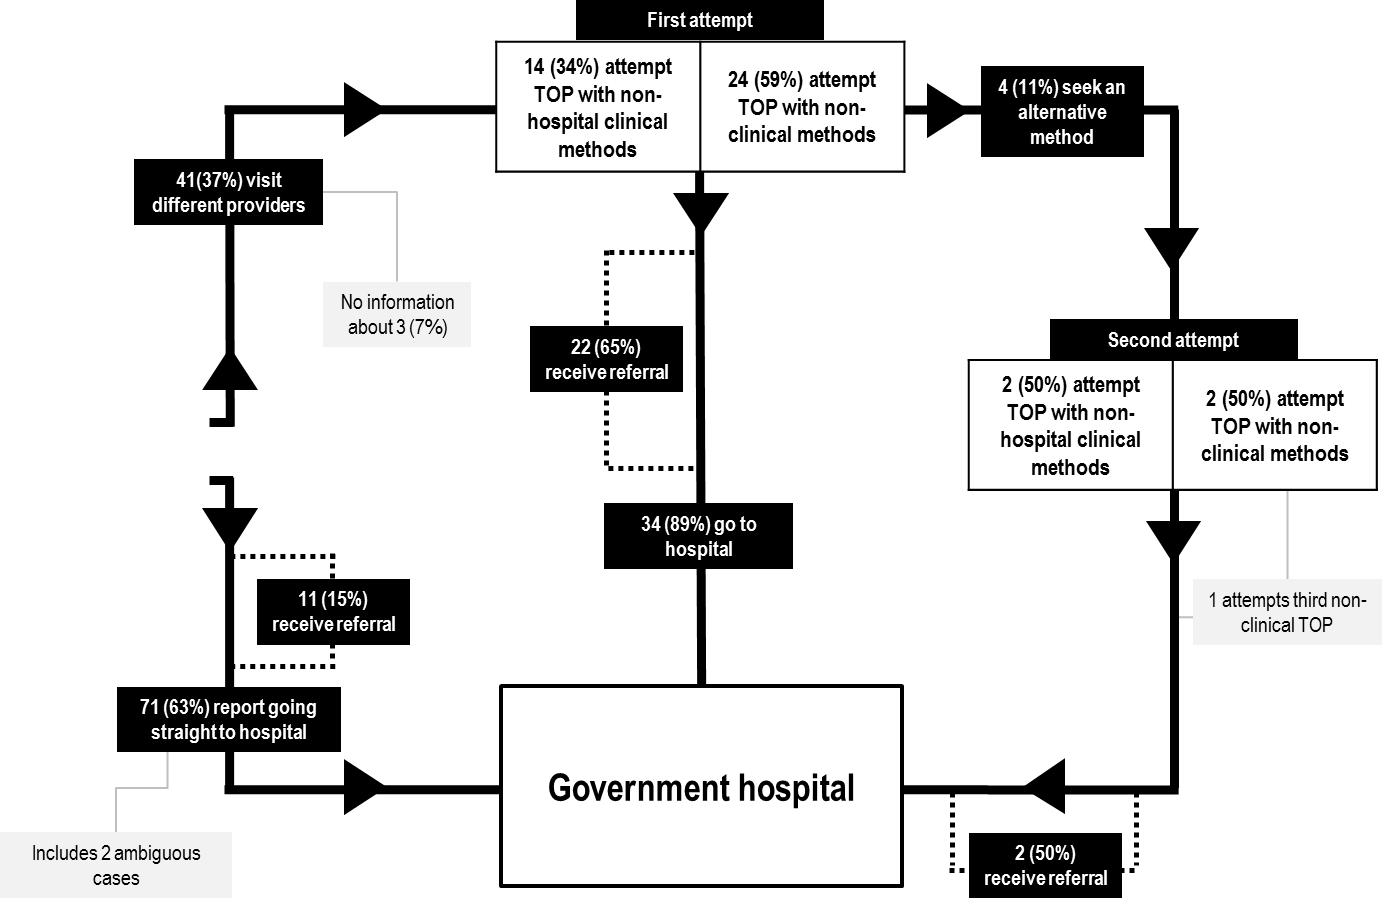 First attempt
14 (34%) attempt
TOP with non-
hospital clinical
methods
24 (59%) attempt
TOP with non-
clinical methods
4 (11%) seek an
alternative
method
41(37%) visit
different providers
No information
about 3 (7%)
22 (65%)
receive referral
Second attempt
2 (50%) attempt
TOP with non-
hospital clinical
methods
2 (50%) attempt
TOP with non-
clinical methods
34 (89%) go to
hospital
11 (15%)
receive referral
1 attempts third non-
clinical TOP
71 (63%) report going
straight to hospital
Government hospital
Includes 2 ambiguous
cases
2 (50%)
receive referral